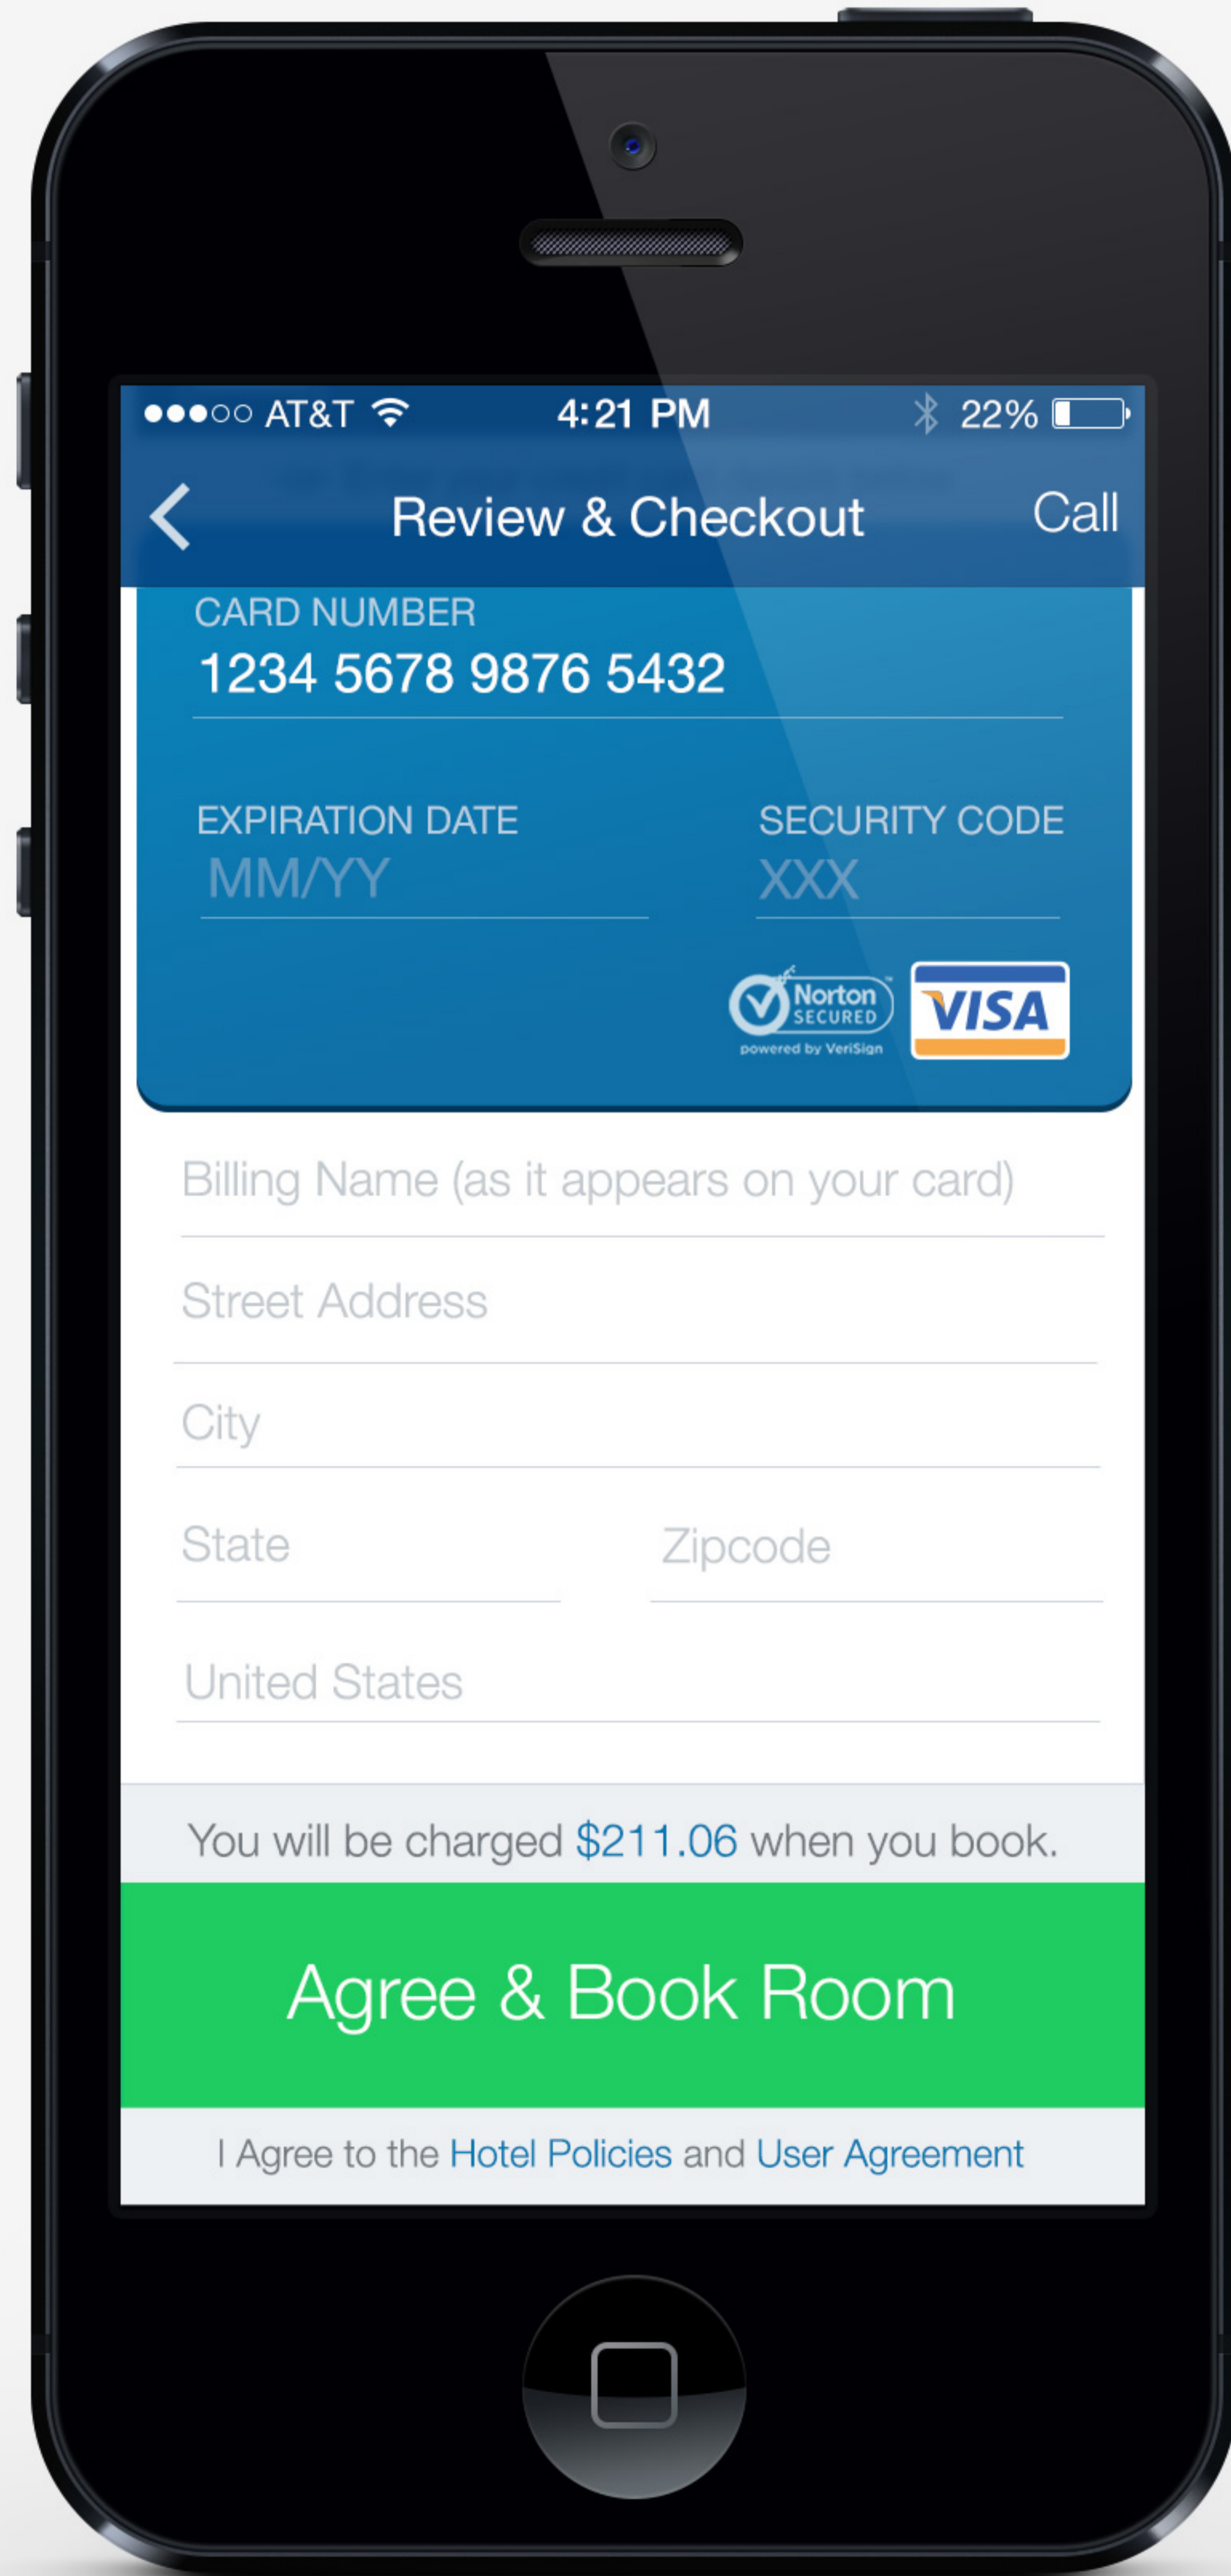 AT&T 4:21 PM 22%
Review & Checkout Call
CARD NUMBER
1234 5678 9876 5432
EXPIRATION DATE SECURITY CODE
MM/YY XXX
Norton
SECURED
powered by VeriSign
VISA
Billing Name (as it appears on your card)
Street Address
City
State Zipcode
United States
You will be charged $211.06 when you book.
Agree & Book Room
I Agree to the Hotel Policies and User Agreement